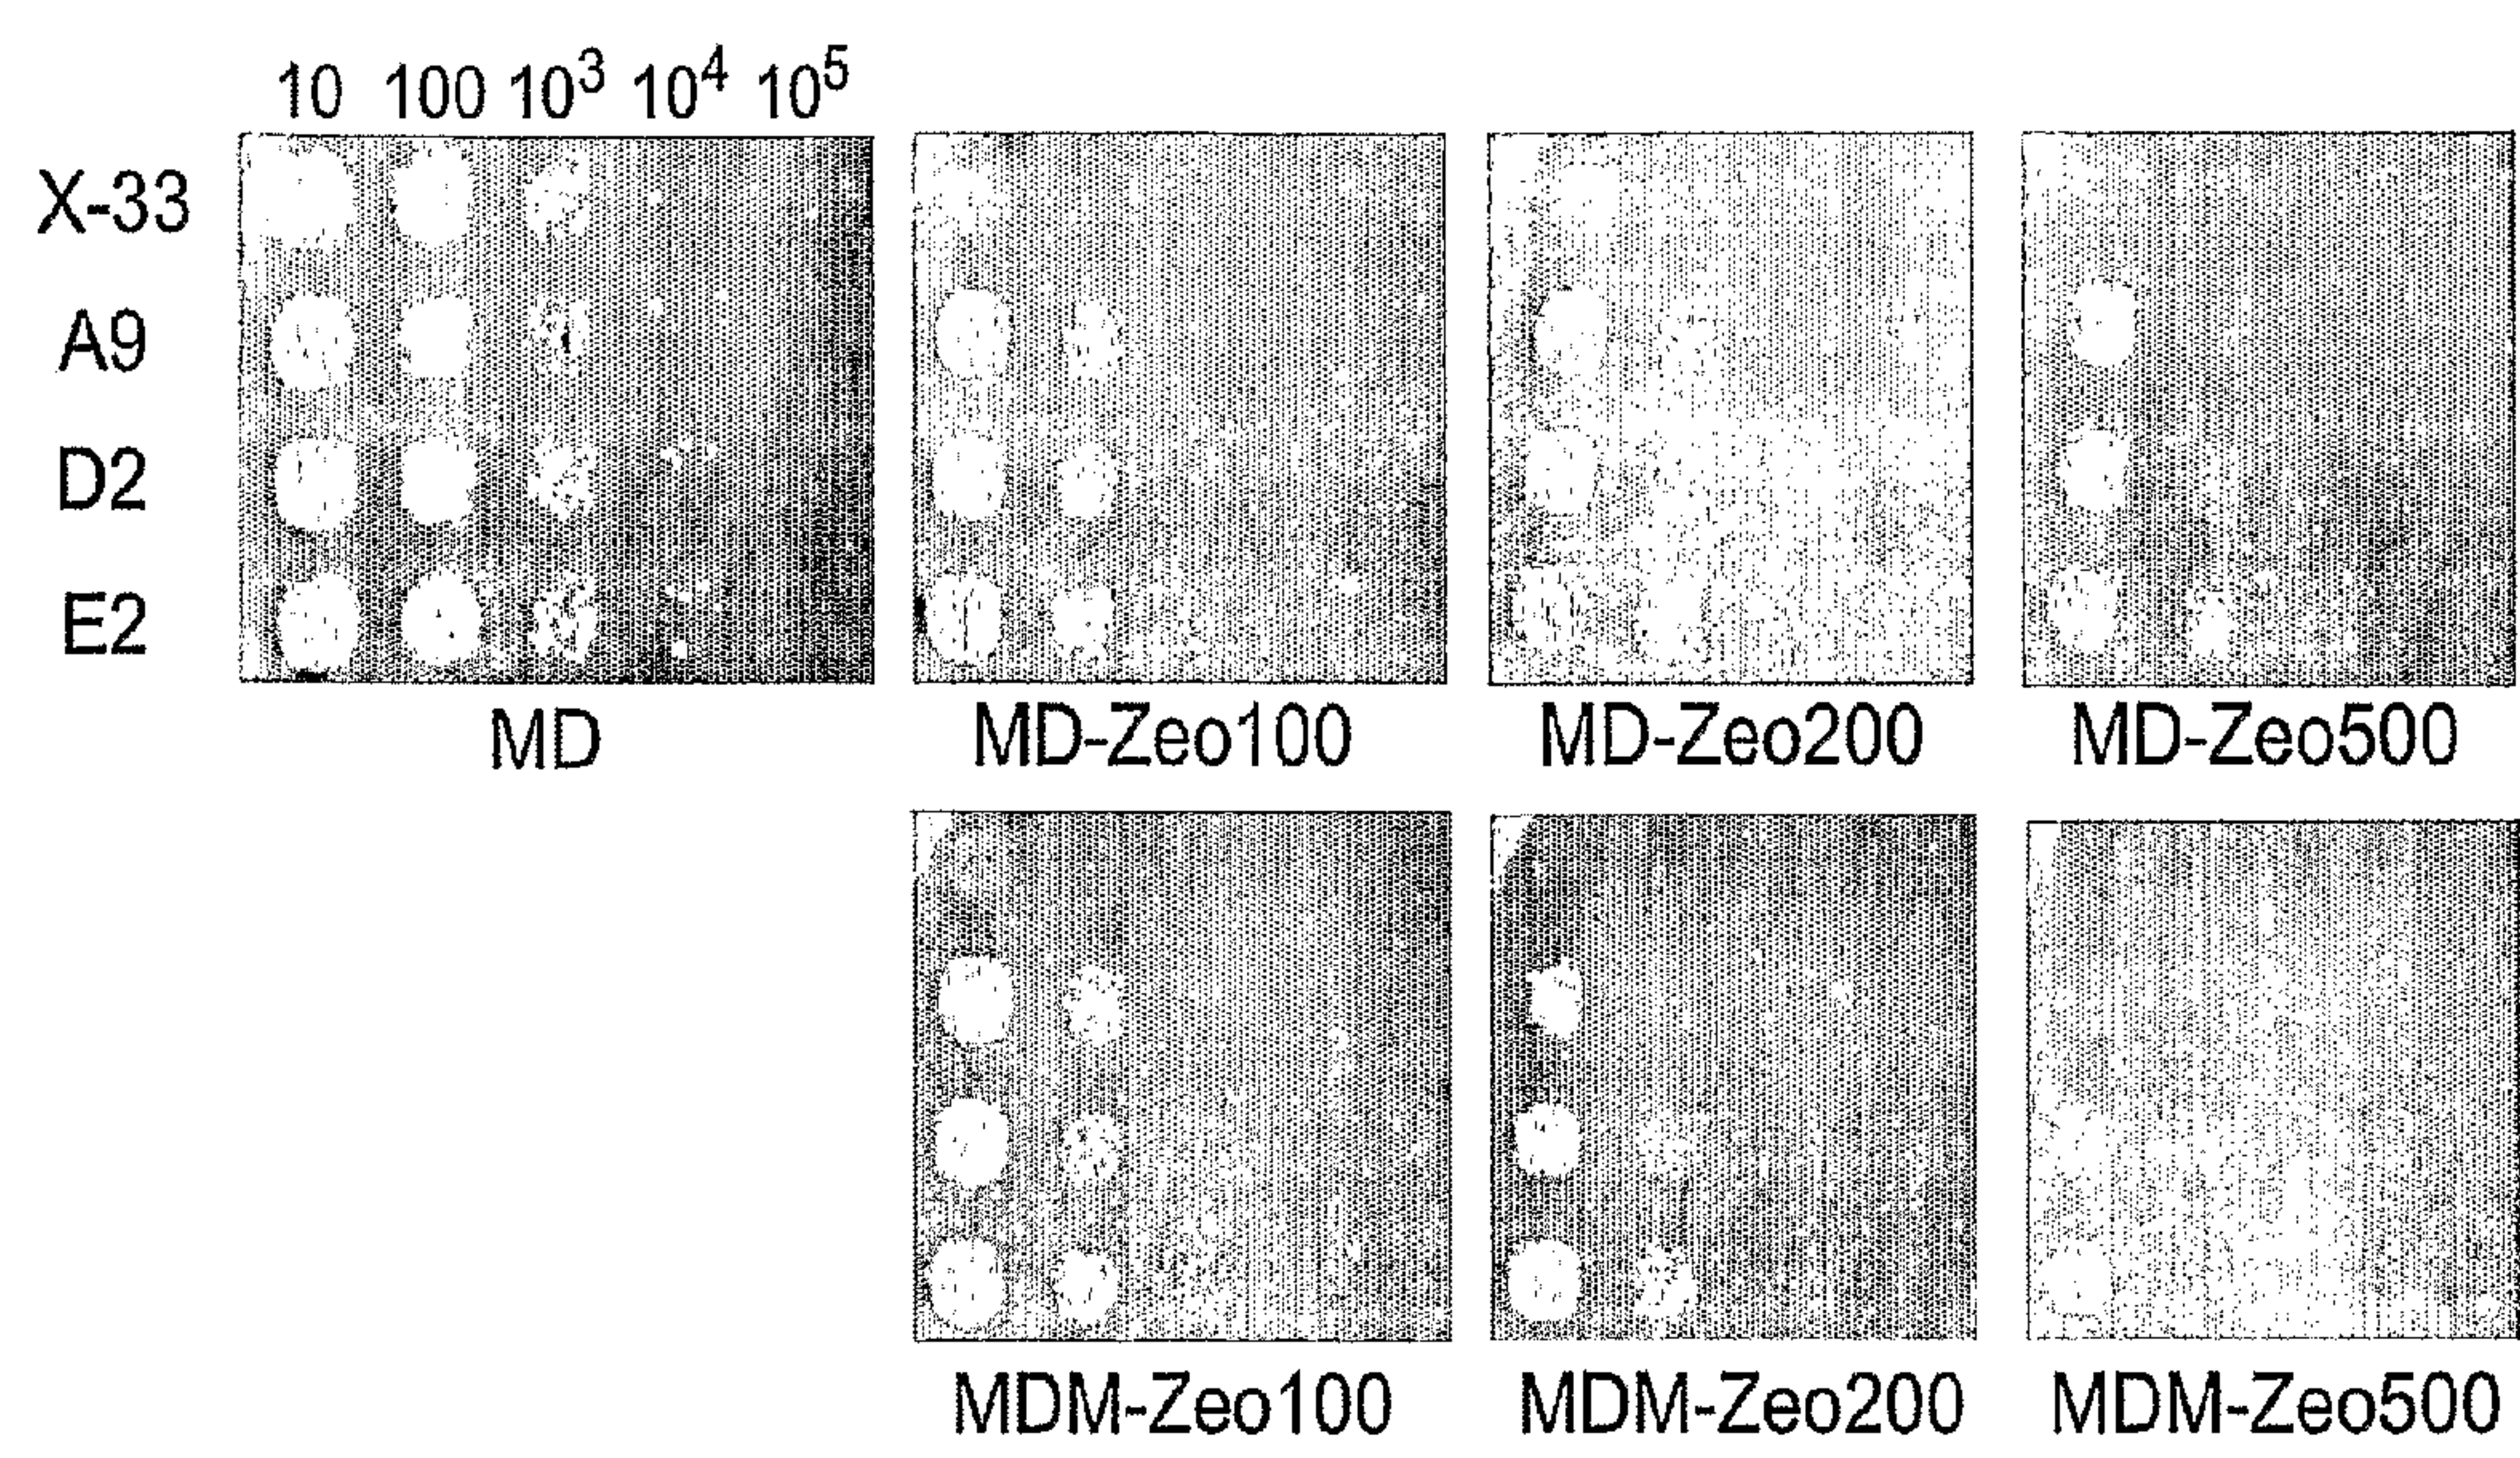 10 100 10³ 10⁴ 10⁵
X-33
A9
D2
E2
MD MD-Zeo100 MD-Zeo200 MD-Zeo500
MDM-Zeo100 MDM-Zeo200 MDM-Zeo500